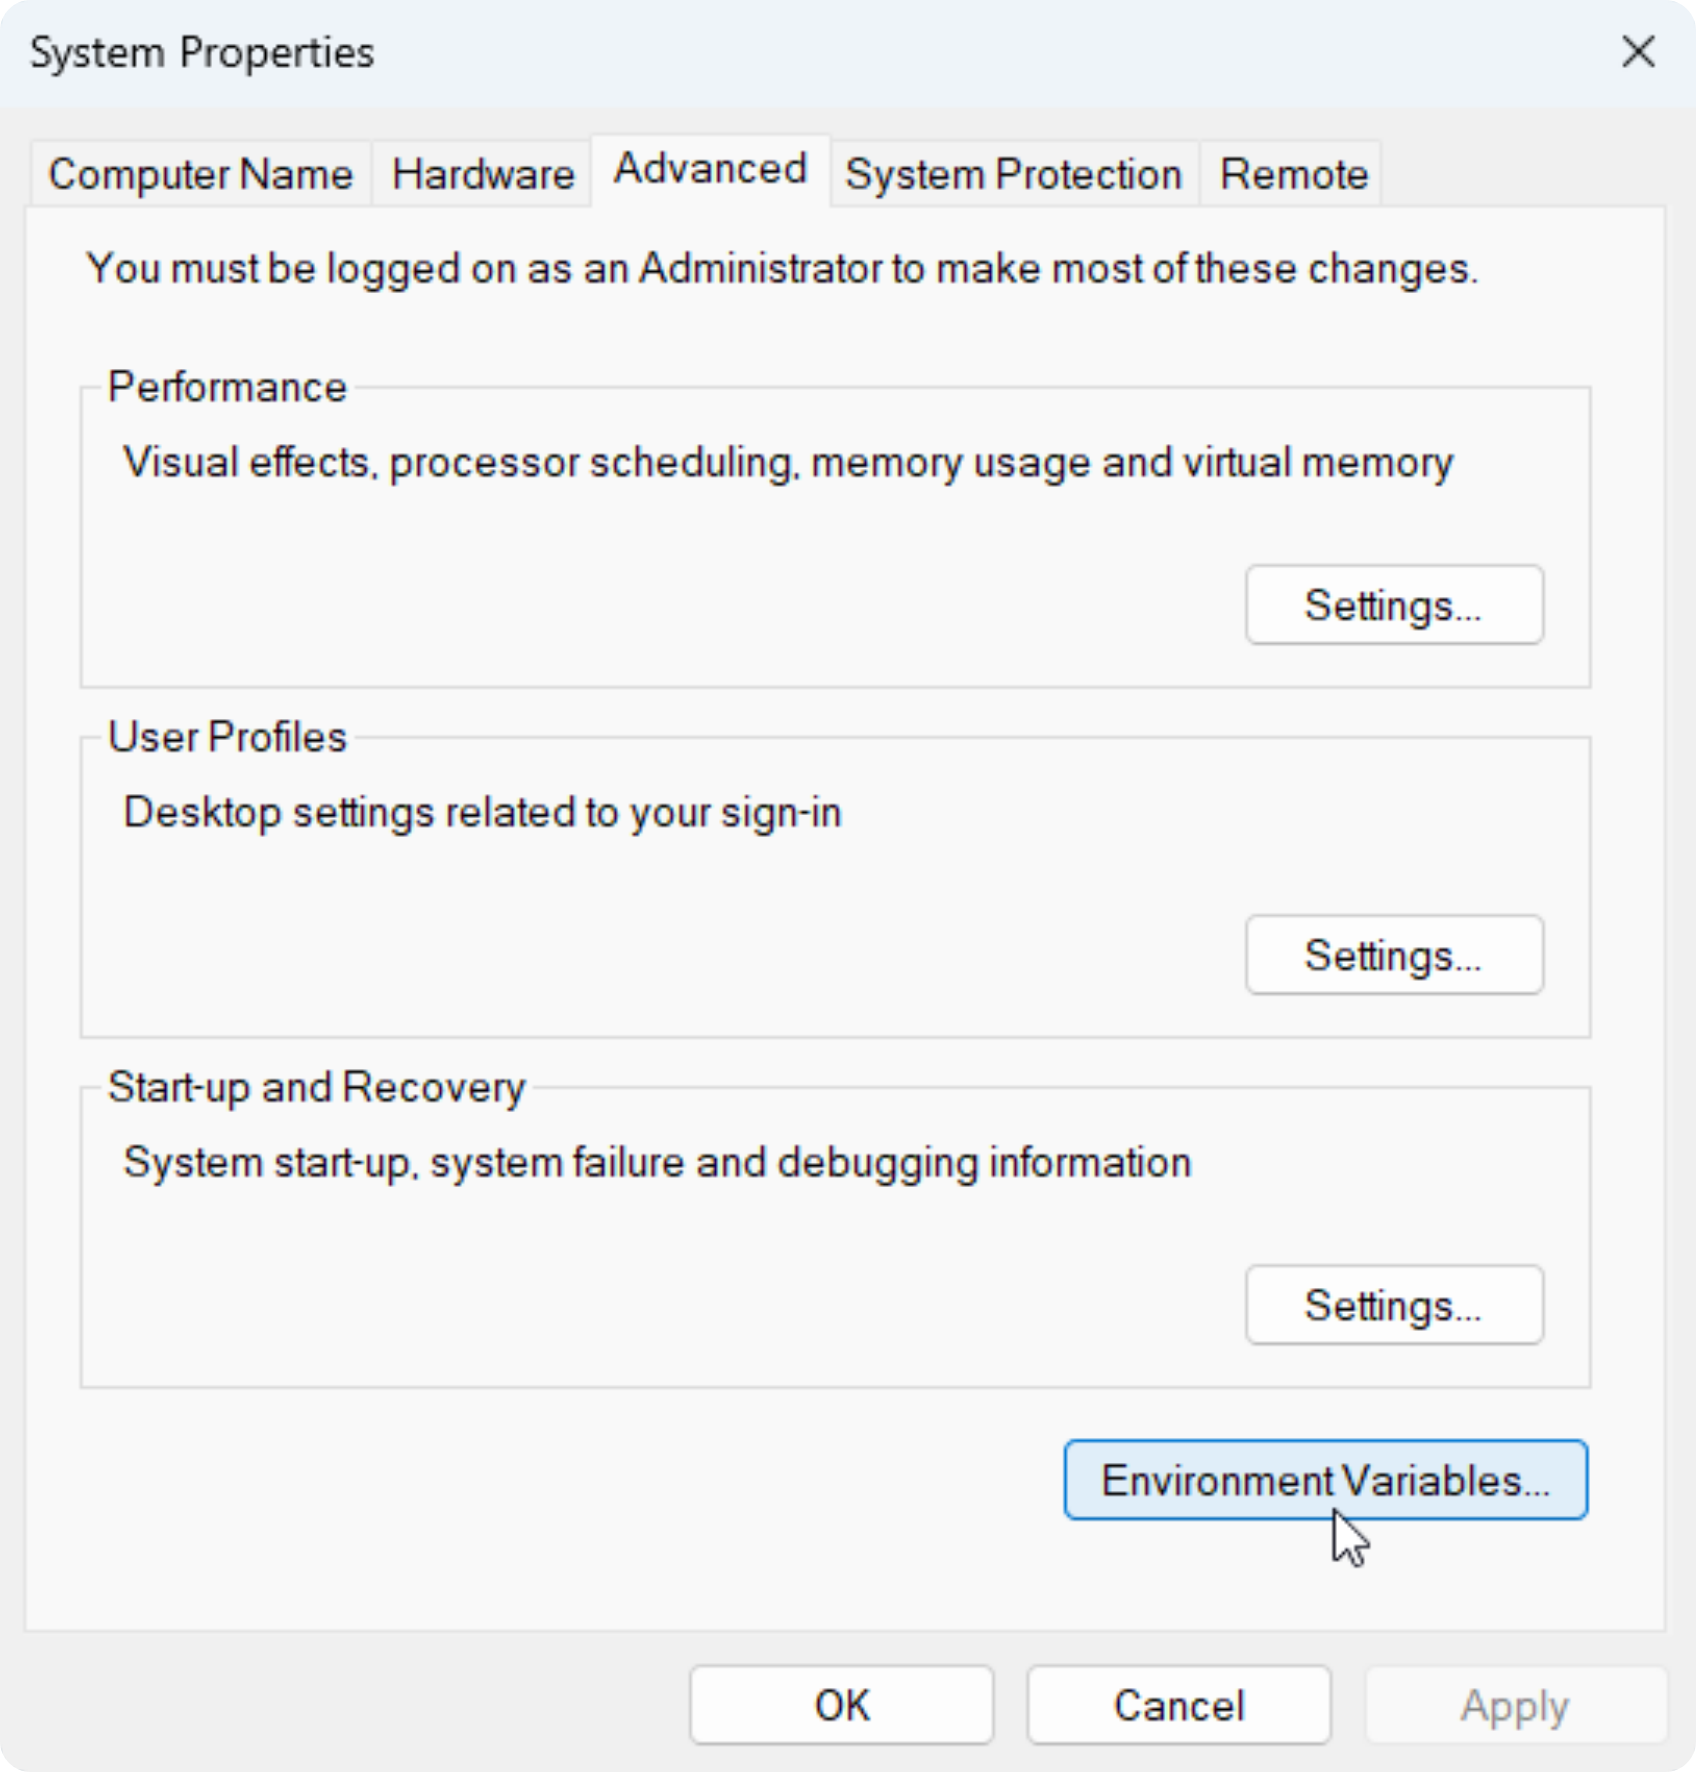 System Properties
Computer Name Hardware Advanced System Protection Remote
You must be logged on as an Administrator to make most of these changes.
Performance
Visual effects, processor scheduling, memory usage and virtual memory
Settings...
User Profiles
Desktop settings related to your sign-in
Settings...
Start-up and Recovery
System start-up, system failure and debugging information
Settings...
Environment Variables...
OK Cancel Apply